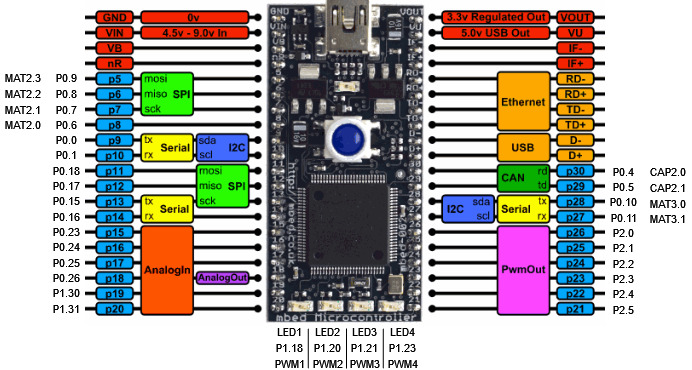 GND 0v VOUT 3.3v Regulated Out VOUT
VIN 4.5v - 9.0v In VU 5.0v USB Out VU
VB IF-
nR IF+
MAT2.3 P0.9 p5 mosi RD-
MAT2.2 P0.8 p6 miso SPI Ethernet RD+
MAT2.1 P0.7 p7 sck TD-
MAT2.0 P0.6 p8 TD+
P0.0 p9 tx Serial sda I2C USB D-
P0.1 p10 rx scl D+
P0.18 p11 mosi CAN rd p30 P0.4 CAP2.0
P0.17 p12 miso SPI td p29 P0.5 CAP2.1
P0.15 p13 tx Serial sck I2C sda Serial tx p28 P0.10 MAT3.0
P0.16 p14 rx scl rx p27 P0.11 MAT3.1
P0.23 p15 p26 P2.0
P0.24 p16 p25 P2.1
P0.25 p17 AnalogIn PwmOut p24 P2.2
P0.26 p18 AnalogOut p23 P2.3
P1.30 p19 p22 P2.4
P1.31 p20 p21 P2.5
mbed Microcontroller
LED1 LED2 LED3 LED4
P1.18 P1.20 P1.21 P1.23
PWM1 PWM2 PWM3 PWM4